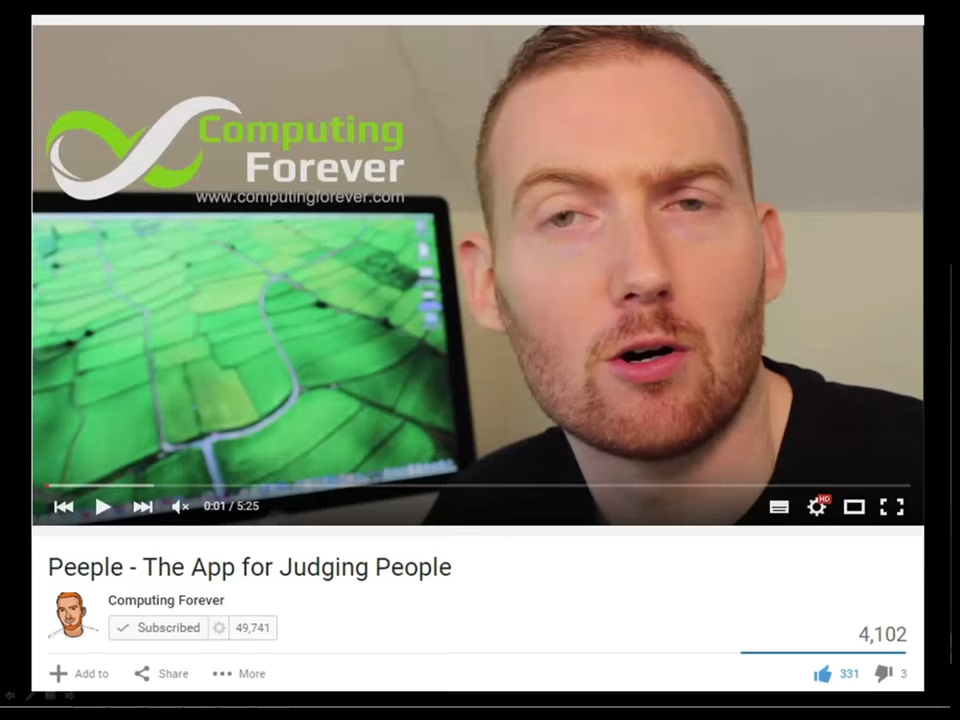 Computing
Forever
www.computingforever.com
0:01 / 5:25
HD
Peeple - The App for Judging People
Computing Forever
Subscribed 49,741
4,102
Add to Share More 331 3